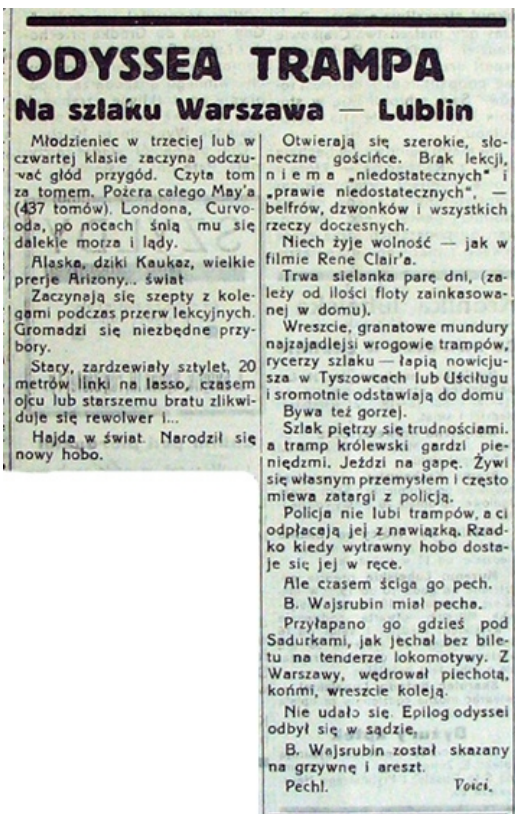 ODYSSEA TRAMPA
Na szlaku Warszawa — Lublin
Młodzieniec w trzeciej lub w
czwartej klasie zaczyna odczu-
wać głód przygód. Czyta tom
za tomem. Pożera całego May'a
(437 tomów), Londona, Curvo-
oda, po nocach śnią mu się
dalekie morza i lądy.
Alaska, dziki Kaukaz, wielkie
prerje Arizony... świat
Zaczynają się szepty z kole-
gami podczas przerw lekcyjnych.
Gromadzi się niezbędne przy-
bory.
Stary, zardzewiały sztylet, 20
metrów linki na lasso, czasem
ojcu lub starszemu bratu zlikwi-
duje się rewolwer i...
Hajda w świat. Narodził się
nowy hobo.
Otwierają się szerokie, sło-
neczne gościńce. Brak lekcji,
niema „niedostatecznych" i
„prawie niedostatecznych", —
belfrów, dzwonków i wszystkich
rzeczy doczesnych.
Niech żyje wolność — jak w
filmie Rene Clair'a.
Trwa sielanka parę dni, (za-
leży od ilości floty zainkasowa-
nej w domu).
Wreszcie, granatowe mundury
najzajadlejsi wrogowie trampów,
rycerzy szlaku — łapią nowicju-
sza w Tyszowcach lub Uściługu
i sromotnie odstawiają do domu
Bywa też gorzej.
Szlak piętrzy się trudnościami.
a tramp królewski gardzi pie-
niędzmi. Jeździ na gapę. Żywi
się własnym przemysłem i często
miewa zatargi z policją.
Policja nie lubi trampów, a ci
odpłacają jej z nawiązką. Rzad-
ko kiedy wytrawny hobo dosta-
je się jej w ręce.
Ale czasem ściga go pech.
B. Wajsrubin miał pecha.
Przyłapano go gdzieś pod
Sadurkami, jak jechał bez bile-
tu na tenderze lokomotywy. Z
Warszawy, wędrował piechotą,
końmi, wreszcie koleją.
Nie udało się. Epilog odyssei
odbył się w sądzie.
B. Wajsrubin został skazany
na grzywnę i areszt.
Pech!. Voici.